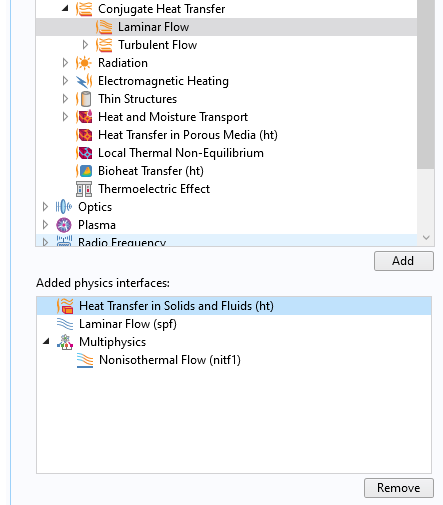 Conjugate Heat Transfer
Laminar Flow
Turbulent Flow
Radiation
Electromagnetic Heating
Thin Structures
Heat and Moisture Transport
Heat Transfer in Porous Media (ht)
Local Thermal Non-Equilibrium
Bioheat Transfer (ht)
Thermoelectric Effect
Optics
Plasma
Radio Frequency
Add
Added physics interfaces:
Heat Transfer in Solids and Fluids (ht)
Laminar Flow (spf)
Multiphysics
Nonisothermal Flow (nitf1)
Remove